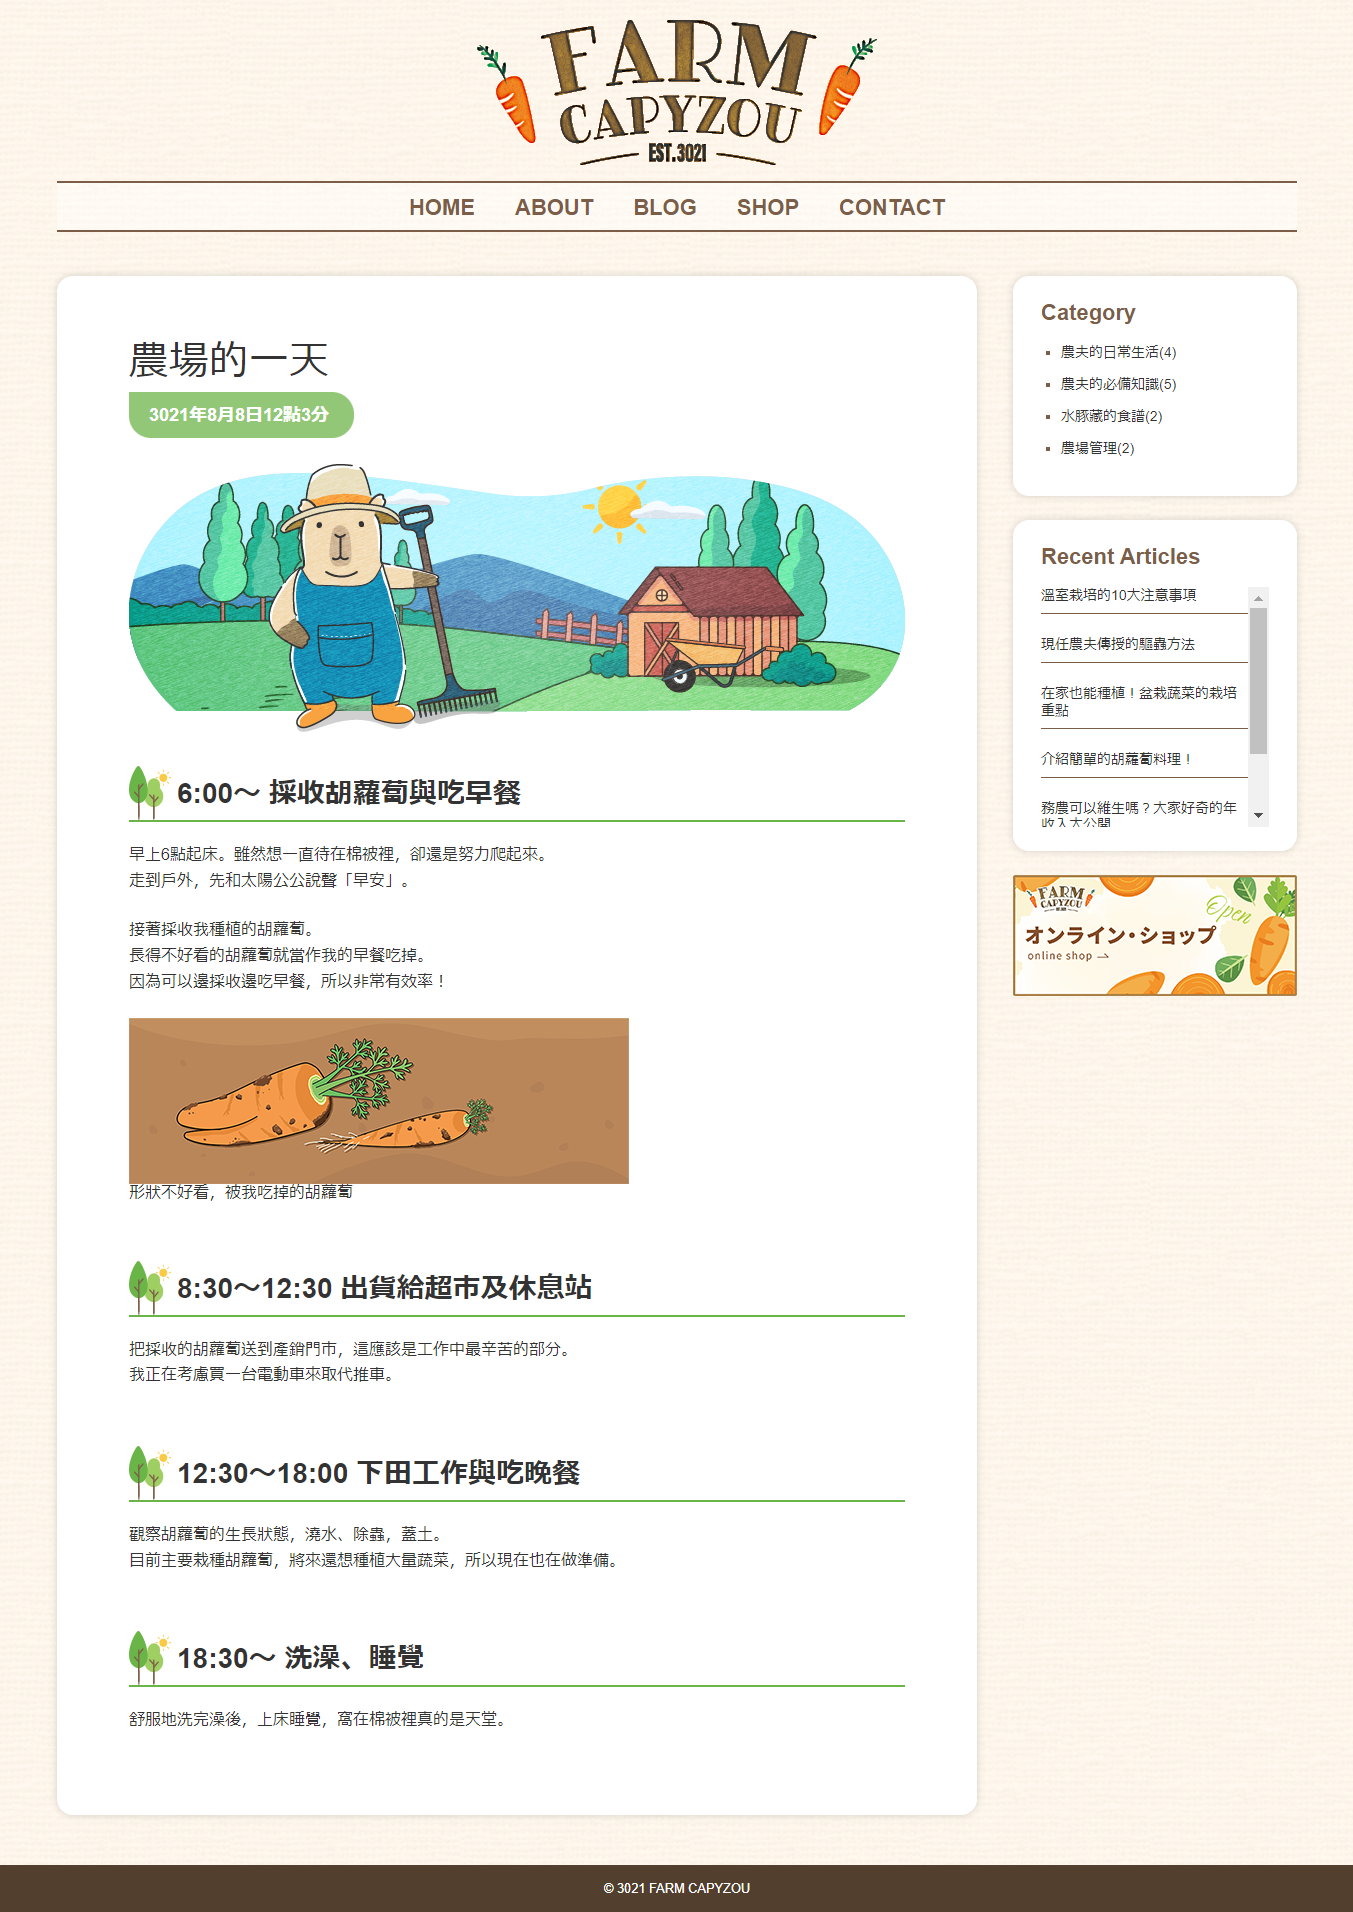 FARM
CAPYZOU
EST.3021
HOME ABOUT BLOG SHOP CONTACT
農場的一天
3021年8月8日12點3分
6:00～ 採收胡蘿蔔與吃早餐
早上6點起床。雖然想一直待在棉被裡，卻還是努力爬起來。
走到戶外，先和太陽公公說聲「早安」。
接著採收我種植的胡蘿蔔。
長得不好看的胡蘿蔔就當作我的早餐吃掉。
因為可以邊採收邊吃早餐，所以非常有效率！
形狀不好看，被我吃掉的胡蘿蔔
8:30～12:30 出貨給超市及休息站
把採收的胡蘿蔔送到產銷門市，這應該是工作中最辛苦的部分。
我正在考慮買一台電動車來取代推車。
12:30～18:00 下田工作與吃晚餐
觀察胡蘿蔔的生長狀態，澆水、除蟲，蓋土。
目前主要栽種胡蘿蔔，將來還想種植大量蔬菜，所以現在也在做準備。
18:30～ 洗澡、睡覺
舒服地洗完澡後，上床睡覺，窩在棉被裡真的是天堂。
Category
農夫的日常生活(4)
農夫的必備知識(5)
水豚藏的食譜(2)
農場管理(2)
Recent Articles
溫室栽培的10大注意事項
現任農夫傳授的驅蟲方法
在家也能種植！盆栽蔬菜的栽培
重點
介紹簡單的胡蘿蔔料理！
務農可以維生嗎？大家好奇的年
收入大公開
FARM
CAPYZOU
Open
オンライン・ショップ
online shop
© 3021 FARM CAPYZOU